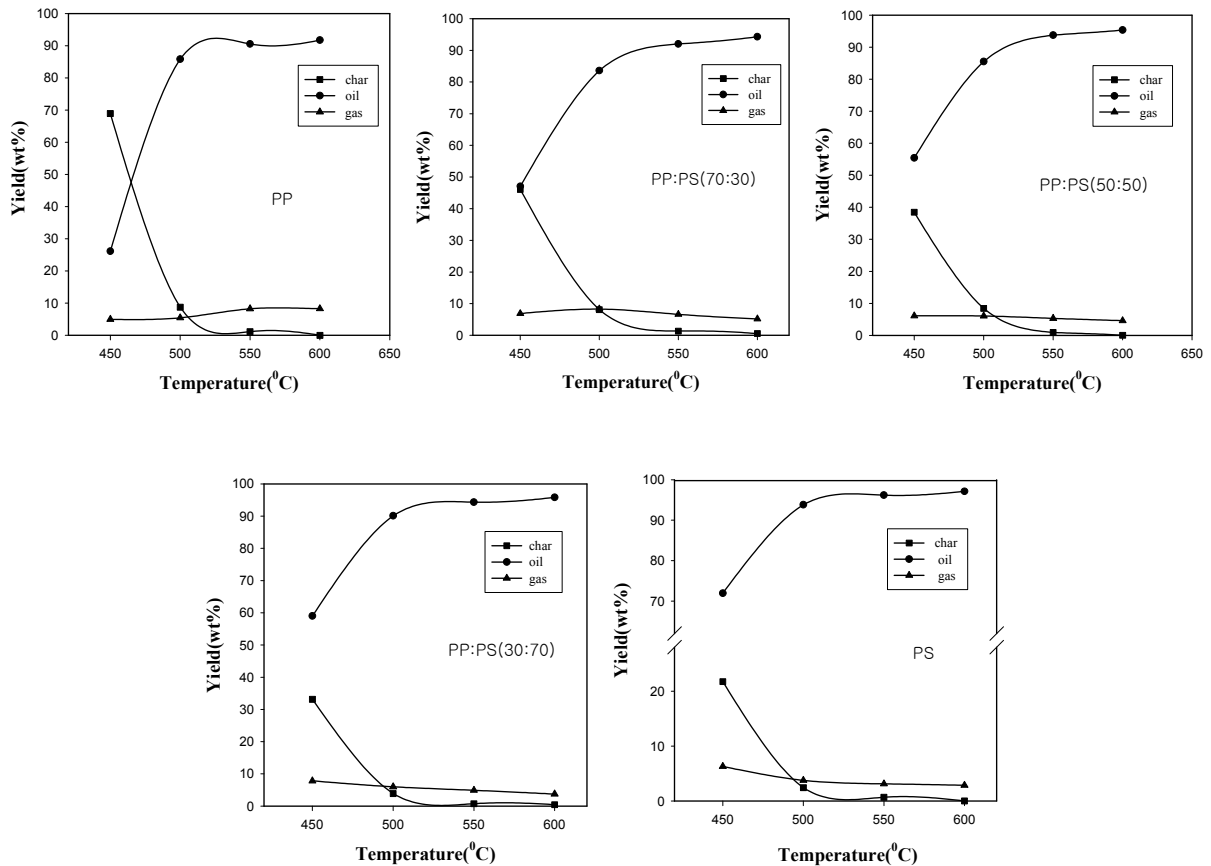 100
90
80
70
60
50
40
30
20
10
0
Yield(wt%)
char
oil
gas
PP
450
500
550
600
650
Temperature(⁰C)
100
90
80
70
60
50
40
30
20
10
0
Yield(wt%)
char
oil
gas
PP:PS(70:30)
450
500
550
600
Temperature(⁰C)
100
90
80
70
60
50
40
30
20
10
0
Yield(wt%)
char
oil
gas
PP:PS(50:50)
450
500
550
600
650
Temperature(⁰C)
100
90
80
70
60
50
40
30
20
10
0
Yield(wt%)
char
oil
gas
PP:PS(30:70)
450
500
550
600
Temperature(⁰C)
100
90
80
70
20
10
0
Yield(wt%)
char
oil
gas
PS
450
500
550
600
Temperature(⁰C)